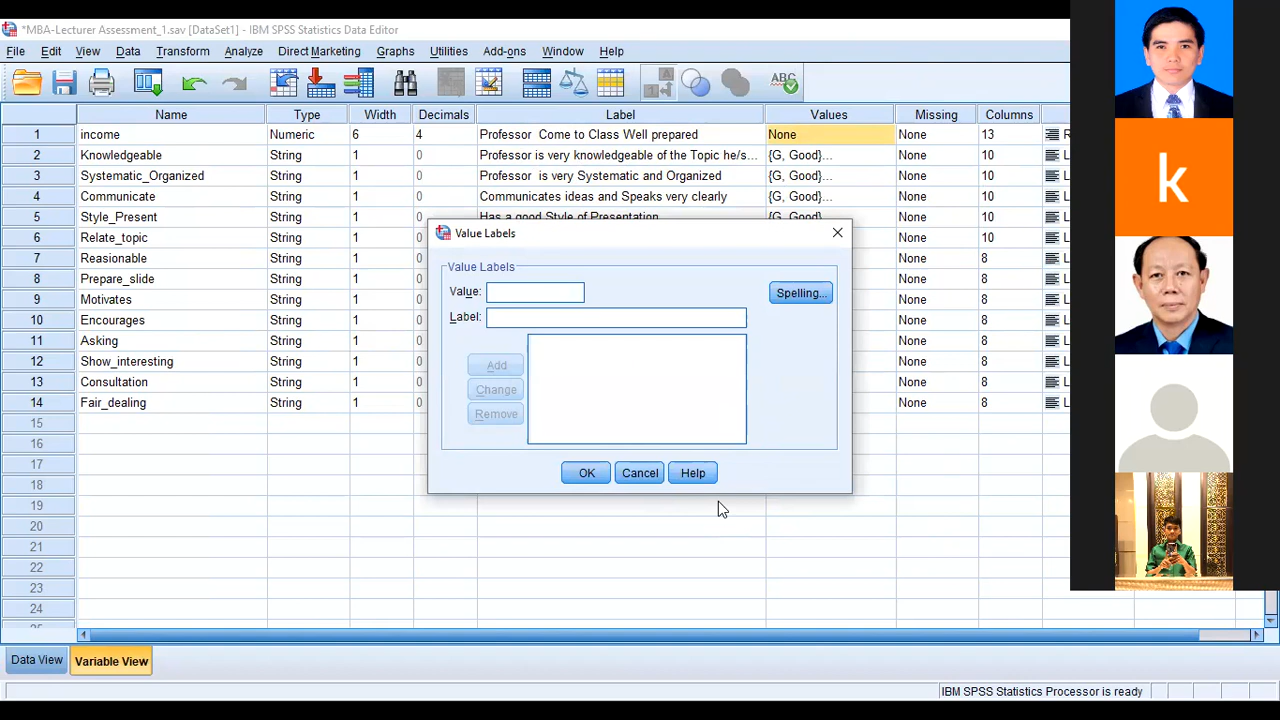 *MBA-Lecturer Assessment_1.sav [DataSet1] - IBM SPSS Statistics Data Editor
File Edit View Data Transform Analyze Direct Marketing Graphs Utilities Add-ons Window Help
Name Type Width Decimals Label Values Missing Columns
1 income Numeric 6 4 Professor Come to Class Well prepared None None 13 R
2 Knowledgeable String 1 0 Professor is very knowledgeable of the Topic he/s... {G, Good}... None 10 L
3 Systematic_Organized String 1 0 Professor is very Systematic and Organized {G, Good}... None 10 L
4 Communicate String 1 0 Communicates ideas and Speaks very clearly {G, Good}... None 10 L
5 Style_Present String 1 0 Has a good Style of Presentation {G, Good}... None 10 L
6 Relate_topic String 1 0 None 10 L
7 Reasionable String 1 0 None 8 L
8 Prepare_slide String 1 0 None 8 L
9 Motivates String 1 0 None 8 L
10 Encourages String 1 0 None 8 L
11 Asking String 1 0 None 8 L
12 Show_interesting String 1 0 None 8 L
13 Consultation String 1 0 None 8 L
14 Fair_dealing String 1 0 None 8 L
15
16
17
18
19
20
21
22
23
24
Value Labels
Value Labels
Value: Spelling...
Label:
Add
Change
Remove
OK Cancel Help
Data View Variable View
IBM SPSS Statistics Processor is ready
ABC
A
1
k